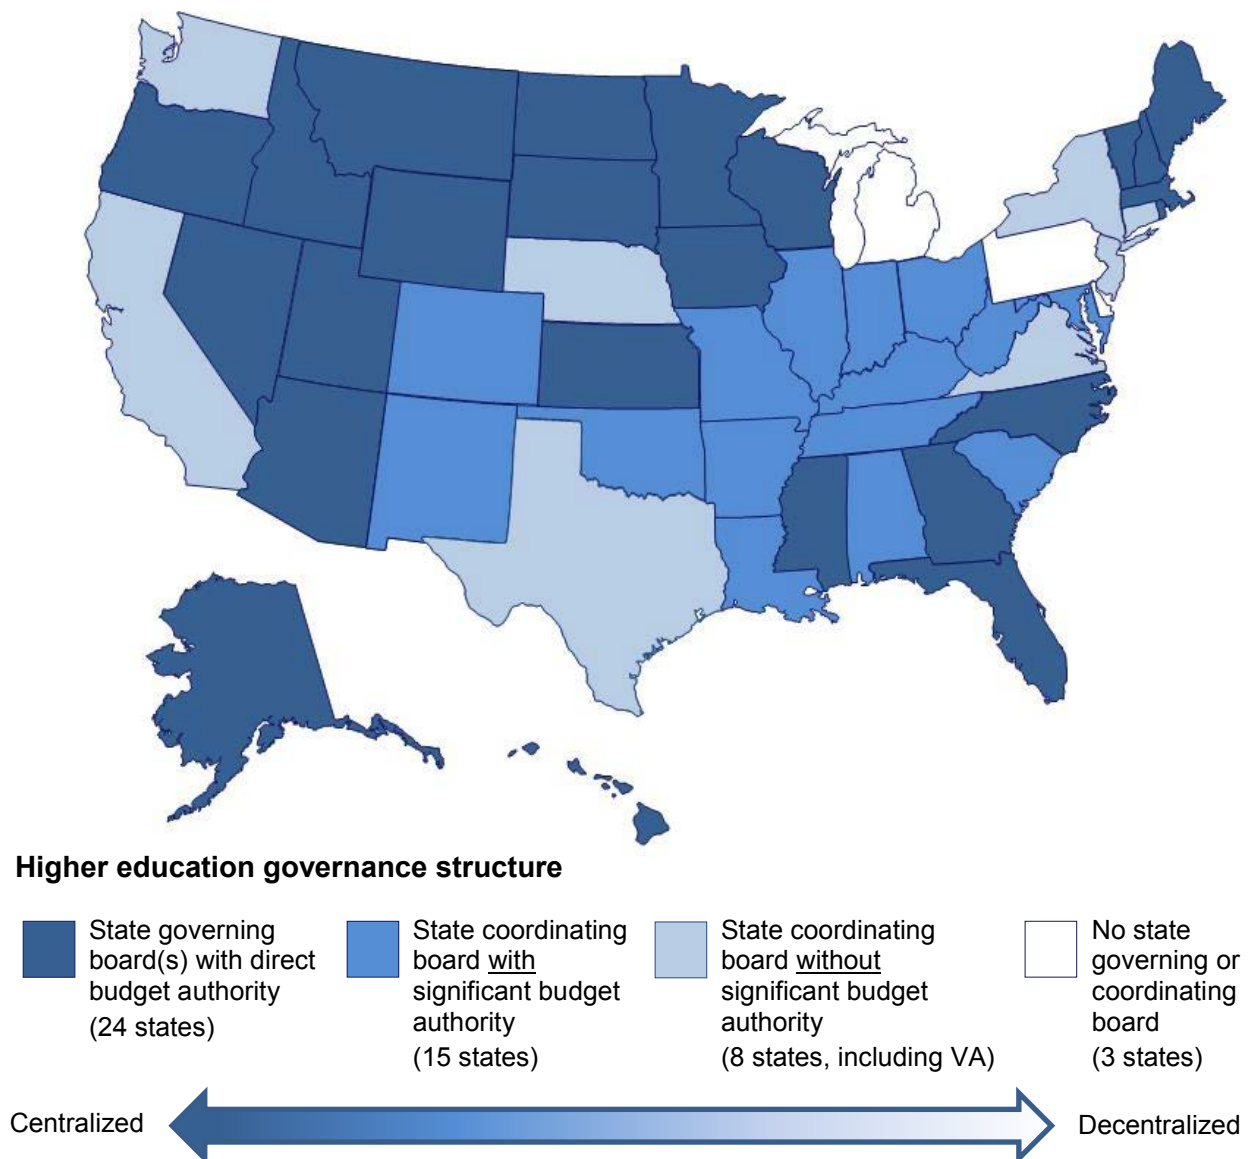 Higher education governance structure
State governing
board(s) with direct
budget authority
(24 states)
State coordinating
board with
significant budget
authority
(15 states)
State coordinating
board without
significant budget
authority
(8 states, including VA)
No state
governing or
coordinating
board
(3 states)
Centralized
Decentralized